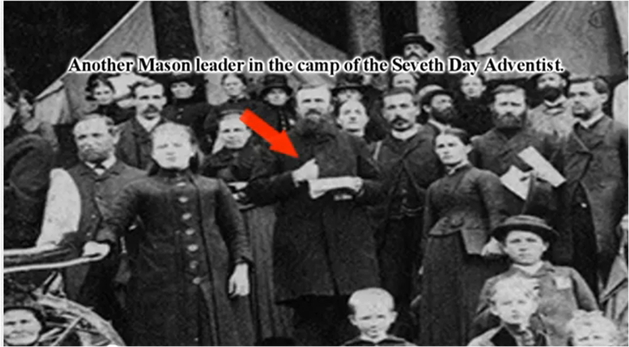 Another Mason leader in the camp of the Seveth Day Adventist.